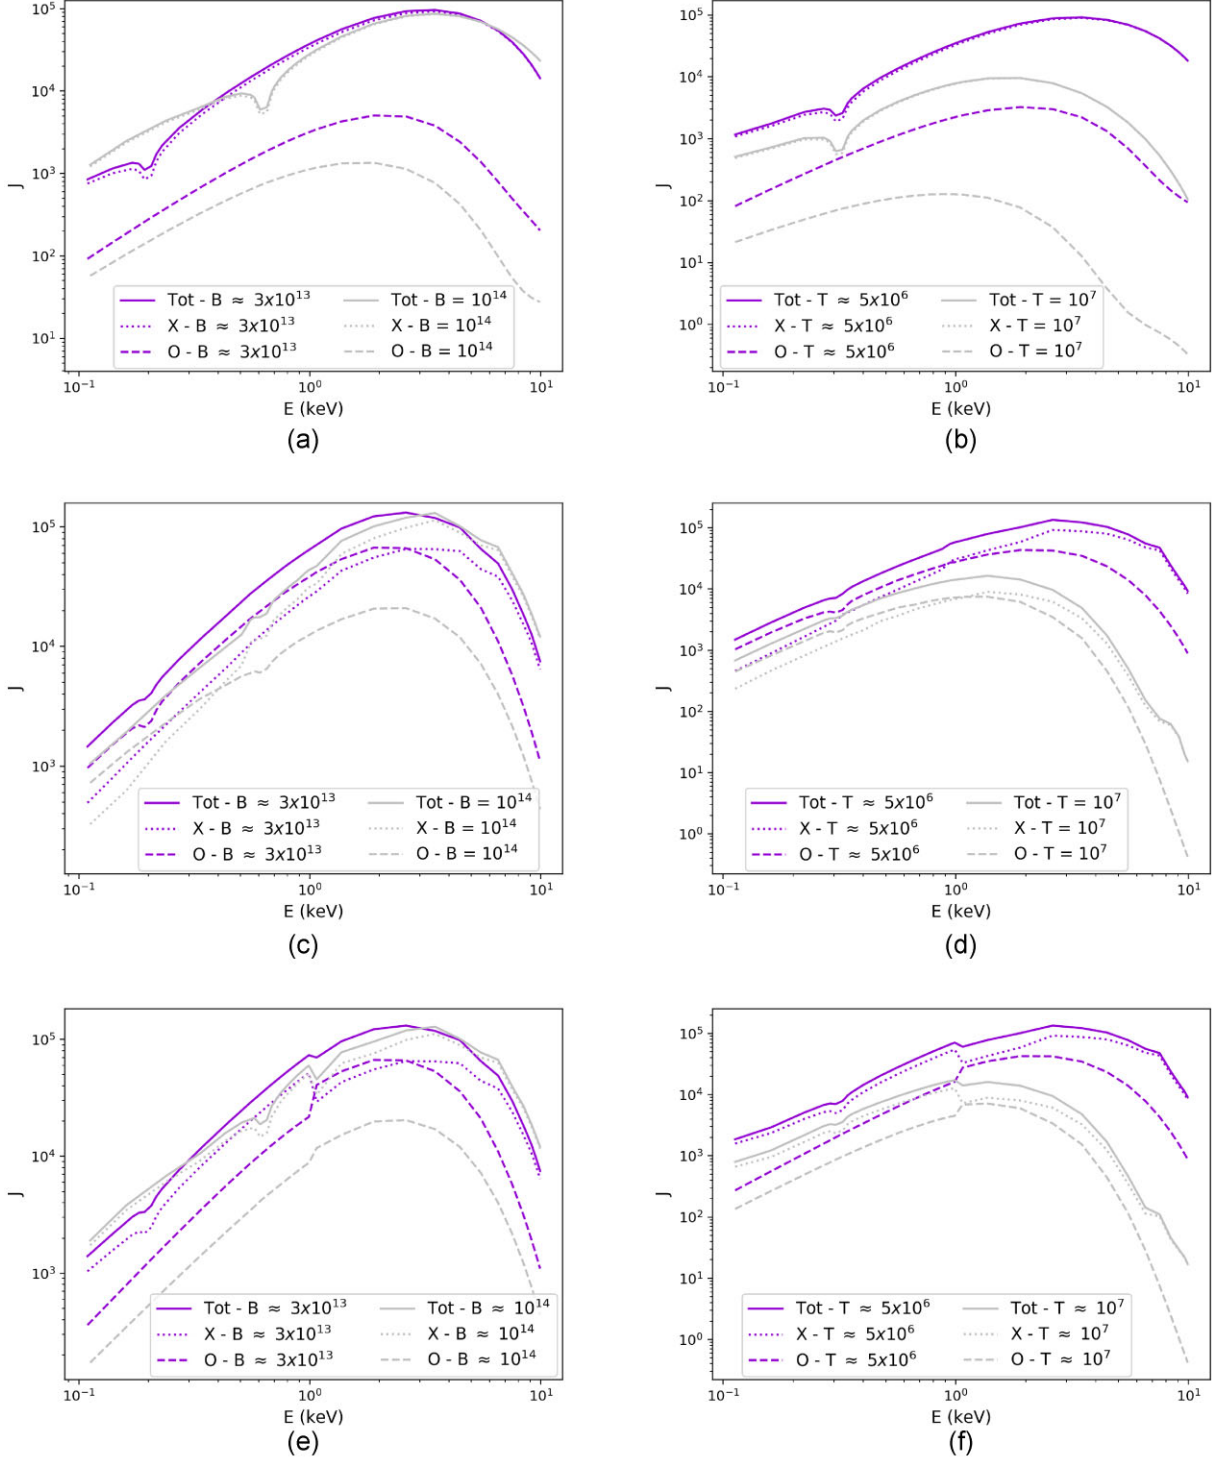 10⁵
10⁴
10³
10²
10¹
J
10⁻¹ 10⁰ 10¹
E (keV)
Tot - B ≈ 3x10¹³ Tot - B = 10¹⁴
X - B ≈ 3x10¹³ X - B = 10¹⁴
O - B ≈ 3x10¹³ O - B = 10¹⁴
(a)
10⁵
10⁴
10³
10²
10¹
10⁰
J
10⁻¹ 10⁰ 10¹
E (keV)
Tot - T ≈ 5x10⁶ Tot - T = 10⁷
X - T ≈ 5x10⁶ X - T = 10⁷
O - T ≈ 5x10⁶ O - T = 10⁷
(b)
10⁵
10⁴
10³
J
10⁻¹ 10⁰ 10¹
E (keV)
Tot - B ≈ 3x10¹³ Tot - B = 10¹⁴
X - B ≈ 3x10¹³ X - B = 10¹⁴
O - B ≈ 3x10¹³ O - B = 10¹⁴
(c)
10⁵
10⁴
10³
10²
10¹
10⁰
J
10⁻¹ 10⁰ 10¹
E (keV)
Tot - T ≈ 5x10⁶ Tot - T = 10⁷
X - T ≈ 5x10⁶ X - T = 10⁷
O - T ≈ 5x10⁶ O - T = 10⁷
(d)
10⁵
10⁴
10³
J
10⁻¹ 10⁰ 10¹
E (keV)
Tot - B ≈ 3x10¹³ Tot - B ≈ 10¹⁴
X - B ≈ 3x10¹³ X - B ≈ 10¹⁴
O - B ≈ 3x10¹³ O - B ≈ 10¹⁴
(e)
10⁵
10⁴
10³
10²
10¹
10⁰
J
10⁻¹ 10⁰ 10¹
E (keV)
Tot - T ≈ 5x10⁶ Tot - T ≈ 10⁷
X - T ≈ 5x10⁶ X - T ≈ 10⁷
O - T ≈ 5x10⁶ O - T ≈ 10⁷
(f)